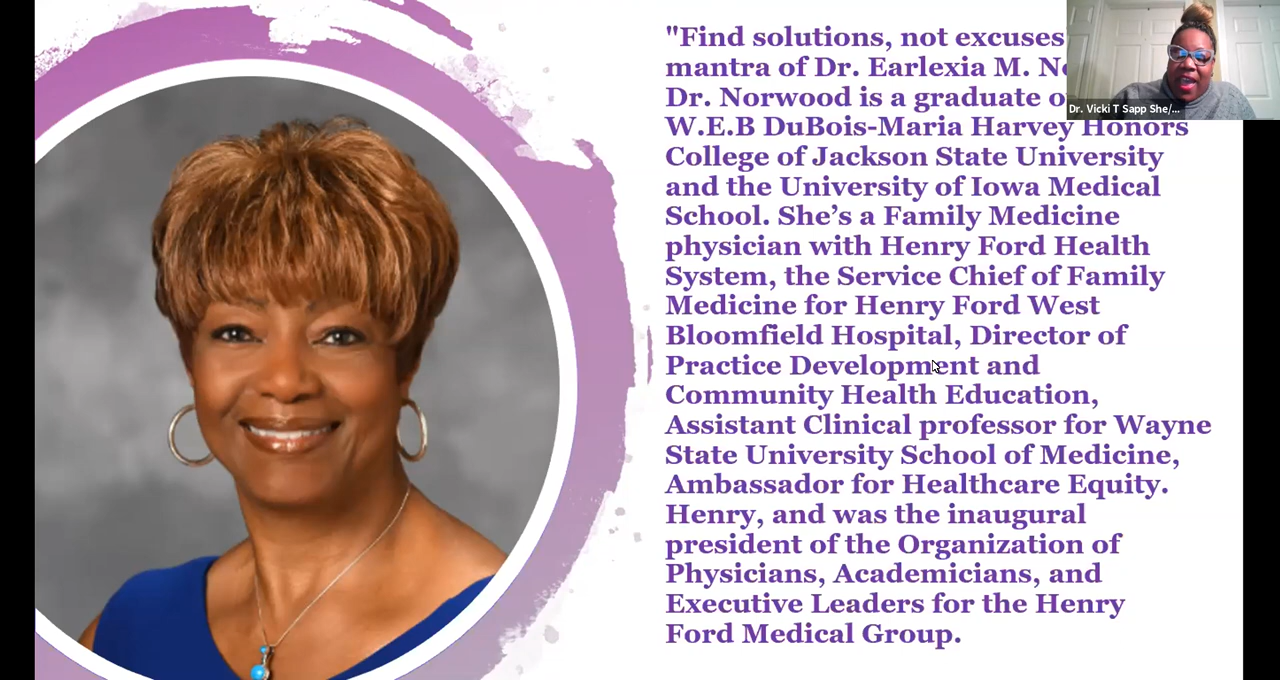 "Find solutions, not excuses
mantra of Dr. Earlexia M.
Dr. Norwood is a graduate
W.E.B DuBois-Maria Harvey Honors
College of Jackson State University
and the University of Iowa Medical
School. She’s a Family Medicine
physician with Henry Ford Health
System, the Service Chief of Family
Medicine for Henry Ford West
Bloomfield Hospital, Director of
Practice Development and
Community Health Education,
Assistant Clinical professor for Wayne
State University School of Medicine,
Ambassador for Healthcare Equity.
Henry, and was the inaugural
president of the Organization of
Physicians, Academicians, and
Executive Leaders for the Henry
Ford Medical Group.
Dr. Vicki T Sapp She/...